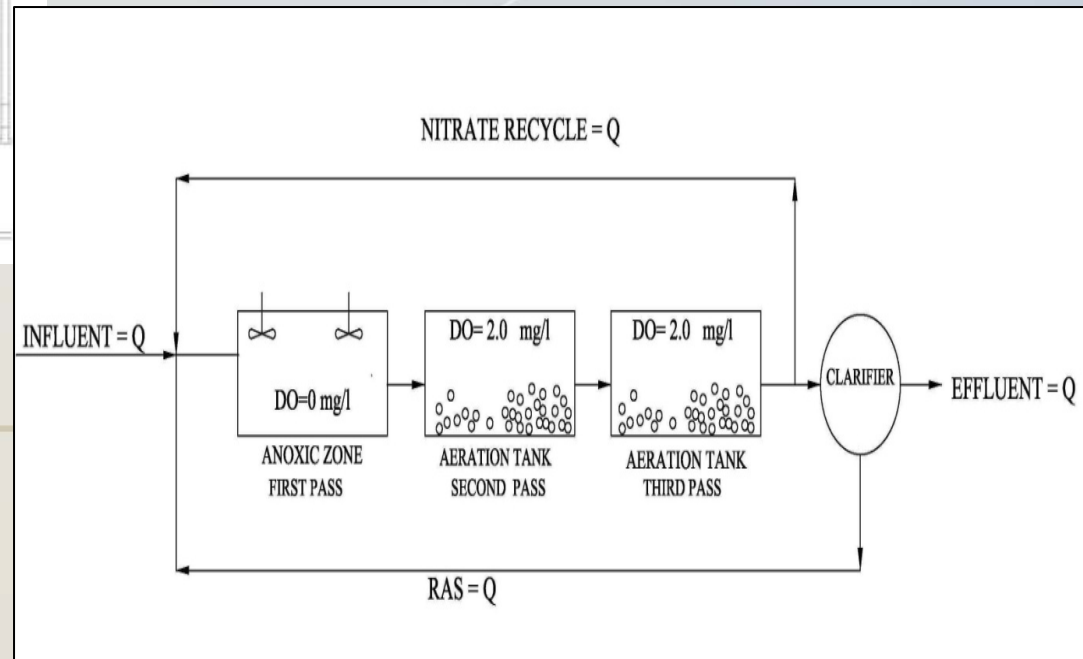 NITRATE RECYCLE = Q
INFLUENT = Q
DO=0 mg/l
DO= 2.0 mg/l
DO= 2.0 mg/l
CLARIFIER
EFFLUENT = Q
ANOXIC ZONE
FIRST PASS
AERATION TANK
SECOND PASS
AERATION TANK
THIRD PASS
RAS = Q